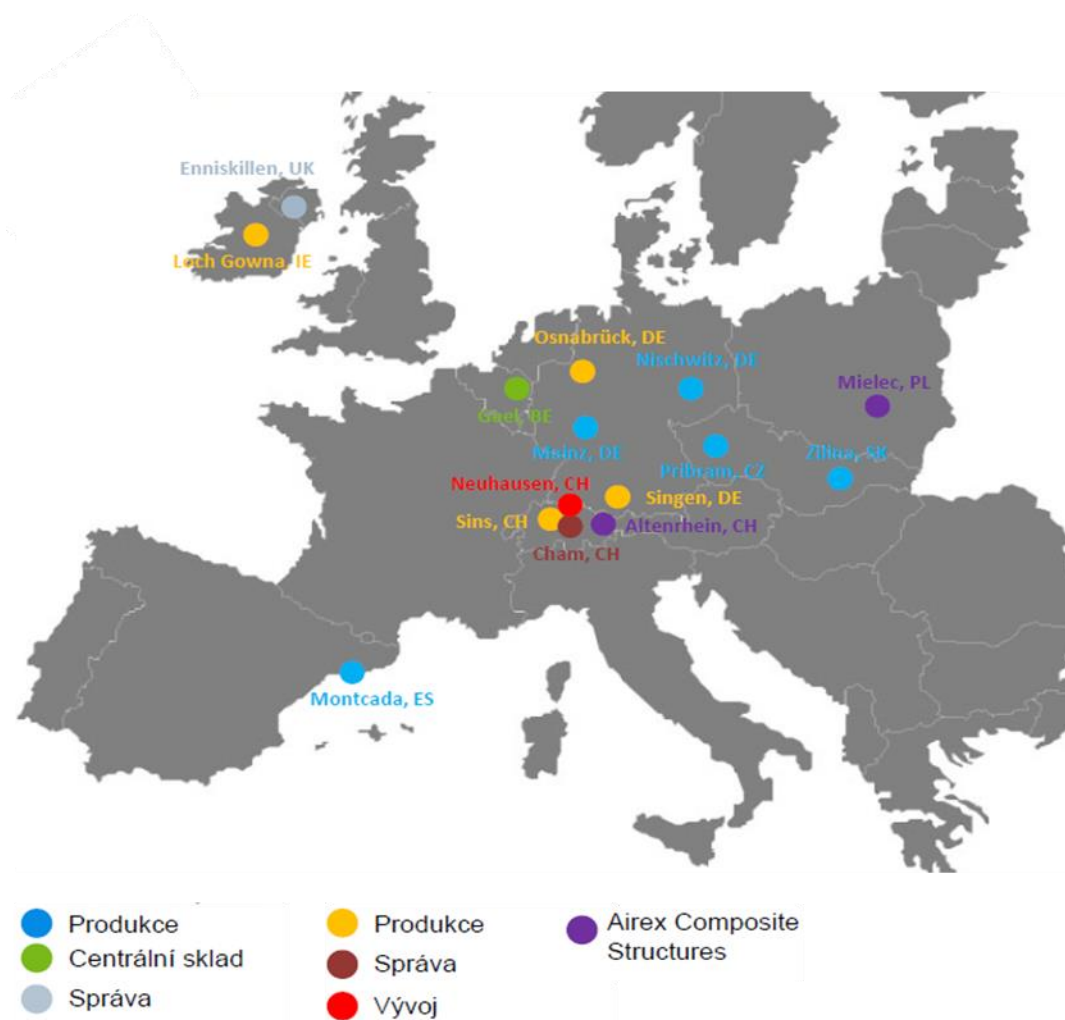 Enniskillen, UK
Loch Gowna, IE
Osnabrück, DE
Nischwitz, DE
Mielec, PL
Geel, BE
Mainz, DE
Pribram, CZ
Zilina, SK
Neuhausen, CH
Singen, DE
Sins, CH
Altenrhein, CH
Cham, CH
Montcada, ES
Produkce
Centrální sklad
Správa
Produkce
Správa
Vývoj
Airex Composite
Structures